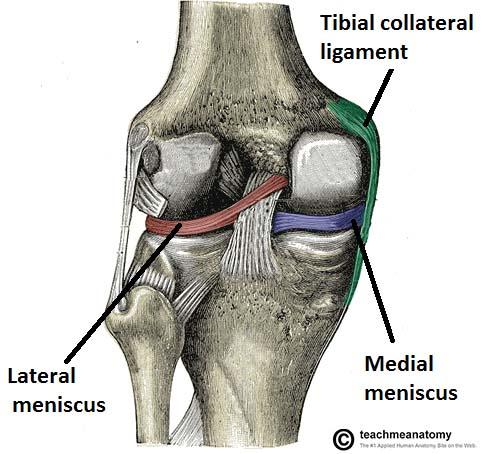 Tibial collateral
ligament
Lateral
meniscus
Medial
meniscus
© teachmeanatomy
The #1 Applied Human Anatomy Site on the Web.